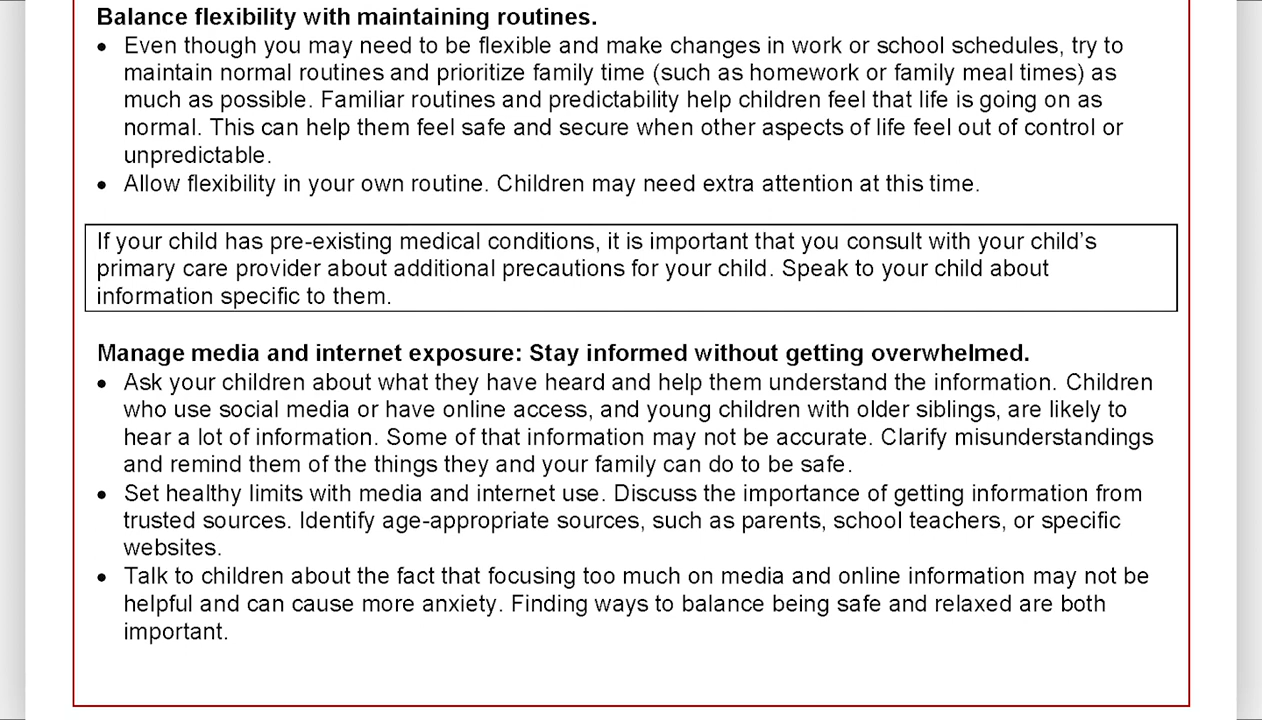 Balance flexibility with maintaining routines.
• Even though you may need to be flexible and make changes in work or school schedules, try to
maintain normal routines and prioritize family time (such as homework or family meal times) as
much as possible. Familiar routines and predictability help children feel that life is going on as
normal. This can help them feel safe and secure when other aspects of life feel out of control or
unpredictable.
• Allow flexibility in your own routine. Children may need extra attention at this time.
If your child has pre-existing medical conditions, it is important that you consult with your child’s
primary care provider about additional precautions for your child. Speak to your child about
information specific to them.
Manage media and internet exposure: Stay informed without getting overwhelmed.
• Ask your children about what they have heard and help them understand the information. Children
who use social media or have online access, and young children with older siblings, are likely to
hear a lot of information. Some of that information may not be accurate. Clarify misunderstandings
and remind them of the things they and your family can do to be safe.
• Set healthy limits with media and internet use. Discuss the importance of getting information from
trusted sources. Identify age-appropriate sources, such as parents, school teachers, or specific
websites.
• Talk to children about the fact that focusing too much on media and online information may not be
helpful and can cause more anxiety. Finding ways to balance being safe and relaxed are both
important.